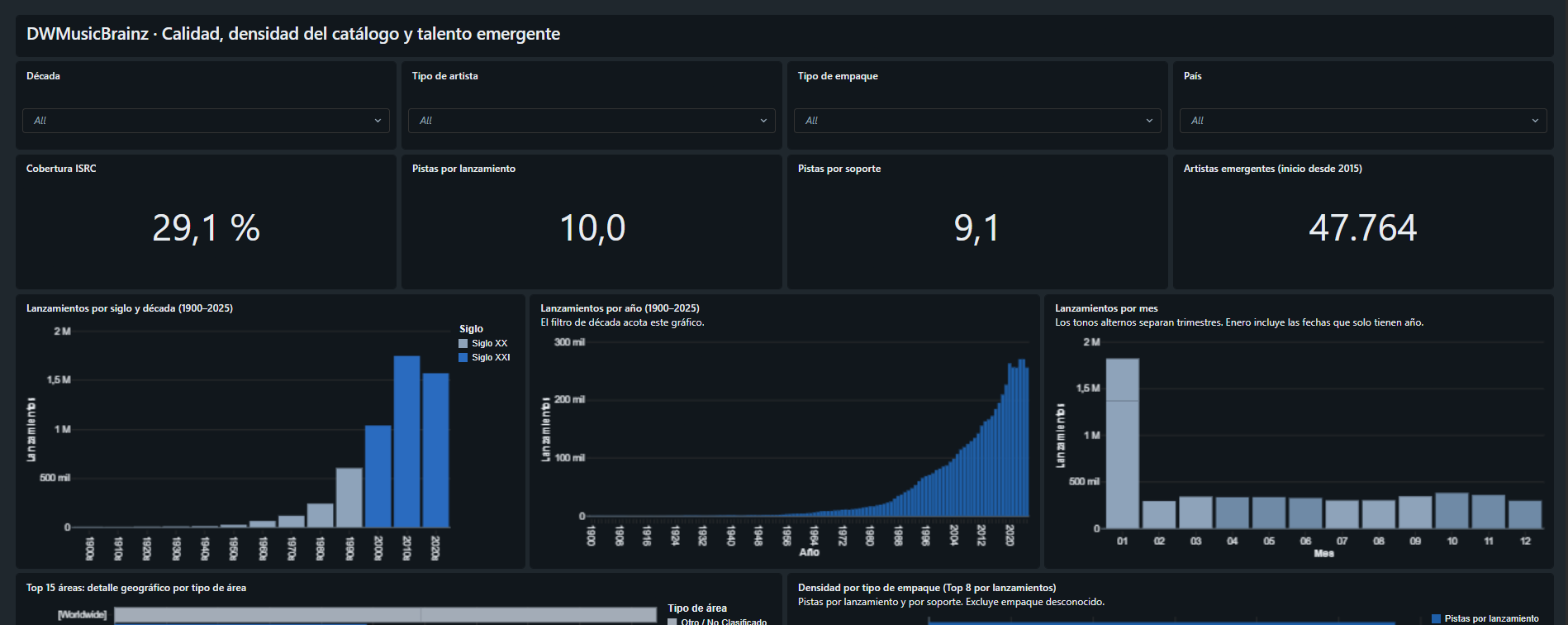 DWMusicBrainz · Calidad, densidad del catálogo y talento emergente
Década
Tipo de artista
Tipo de empaque
País
All
All
All
All
Cobertura ISRC
Pistas por lanzamiento
Pistas por soporte
Artistas emergentes (inicio desde 2015)
29,1 %
10,0
9,1
47.764
Lanzamientos por siglo y década (1900–2025)
Siglo
Siglo XX
Siglo XXI
Lanzamientos
2 M
1,5 M
1 M
500 mil
0
1900s
1910s
1920s
1930s
1940s
1950s
1960s
1970s
1980s
1990s
2000s
2010s
2020s
Lanzamientos por año (1900–2025)
El filtro de década acota este gráfico.
Lanzamientos
300 mil
200 mil
100 mil
0
1900
1908
1916
1924
1932
1940
1948
1956
1964
1972
1980
1988
1996
2004
2012
2020
Año
Lanzamientos por mes
Los tonos alternos separan trimestres. Enero incluye las fechas que solo tienen año.
Lanzamientos
2 M
1,5 M
1 M
500 mil
0
01
02
03
04
05
06
07
08
09
10
11
12
Mes
Top 15 áreas: detalle geográfico por tipo de área
[Worldwide]
Tipo de área
Otro / No Clasificado
Densidad por tipo de empaque (Top 8 por lanzamientos)
Pistas por lanzamiento y por soporte. Excluye empaque desconocido.
Pistas por lanzamiento